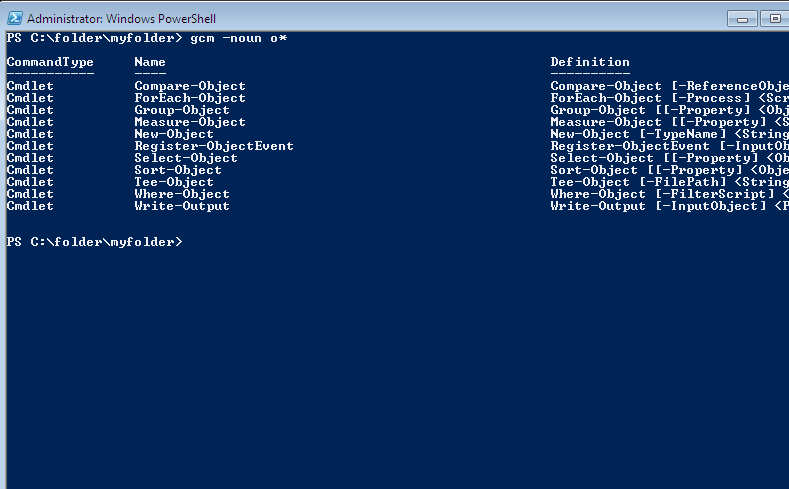 Administrator: Windows PowerShell
PS C:\folder\myfolder> gcm -noun o*
CommandType Name Definition
----------- ---- ----------
Cmdlet Compare-Object Compare-Object [-ReferenceObje
Cmdlet ForEach-Object ForEach-Object [-Process] <Scr
Cmdlet Group-Object Group-Object [[-Property] <Obj
Cmdlet Measure-Object Measure-Object [[-Property] <S
Cmdlet New-Object New-Object [-TypeName] <String
Cmdlet Register-ObjectEvent Register-ObjectEvent [-InputOb
Cmdlet Select-Object Select-Object [[-Property] <Ob
Cmdlet Sort-Object Sort-Object [[-Property] <Obje
Cmdlet Tee-Object Tee-Object [-FilePath] <String
Cmdlet Where-Object Where-Object [-FilterScript] <
Cmdlet Write-Output Write-Output [-InputObject] <P
PS C:\folder\myfolder>